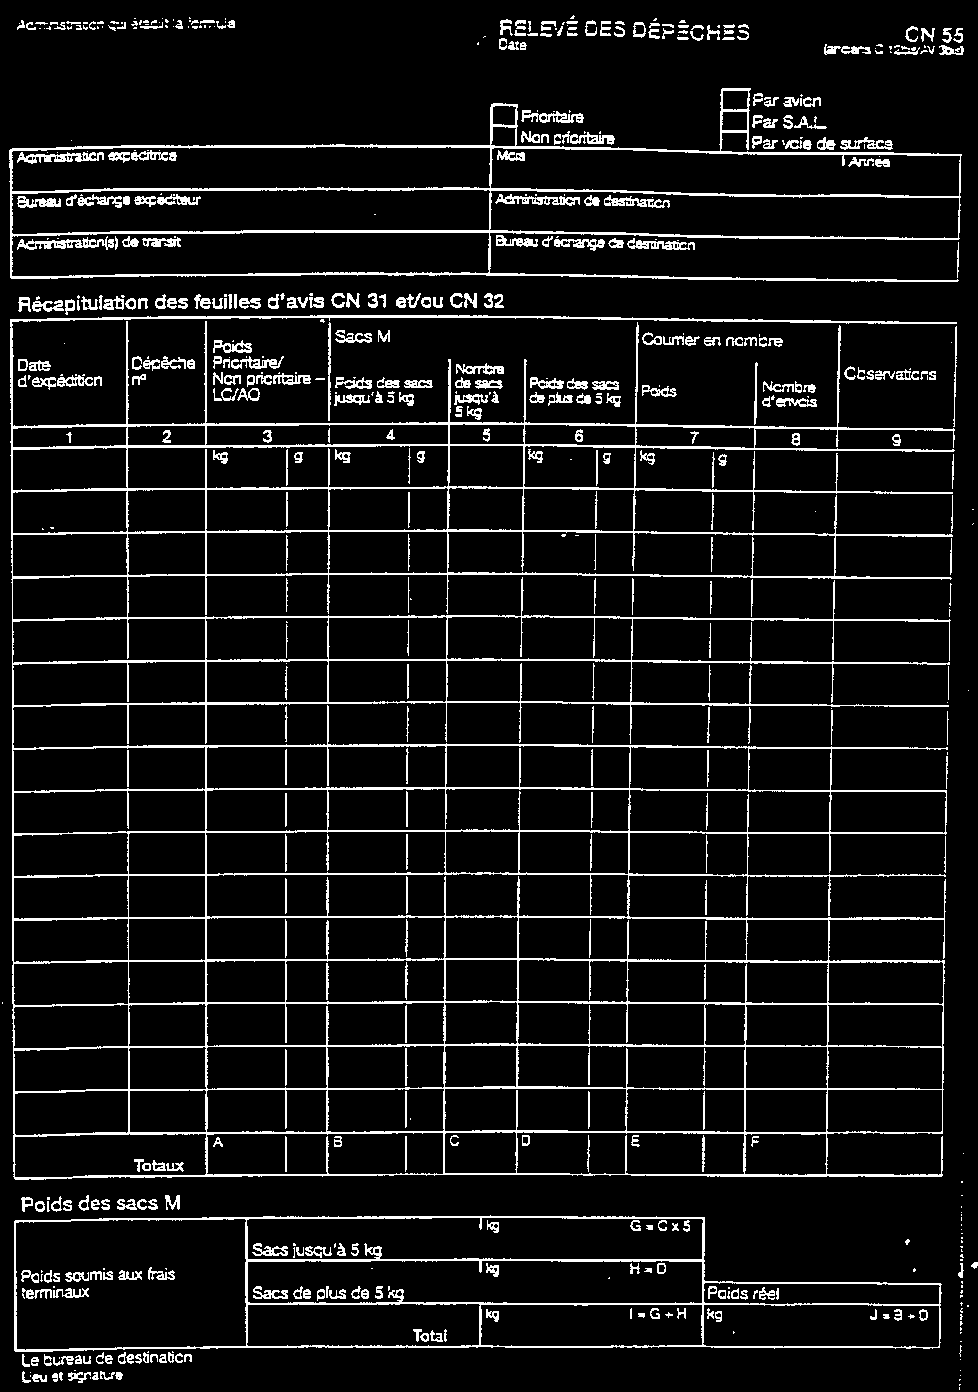 Administration qui établit la formule
RELEVÉ DES DÉPÊCHES
Date
CN 55
(anciens C 12bis/AV 3bis)
Prioritaire
Non prioritaire
Par avion
Par S.A.L.
Par voie de surface
Administration expéditrice
Mois
Année
Bureau d'échange expéditeur
Administration de destination
Administration(s) de transit
Bureau d'échange de destination
Récapitulation des feuilles d'avis CN 31 et/ou CN 32
Date
d'expédition
Dépêche
n°
Poids
Prioritaire/
Non prioritaire –
LC/AO
Sacs M
Poids des sacs
jusqu'à 5 kg
Nombre
de sacs
jusqu'à
5 kg
Poids des sacs
de plus de 5 kg
Courrier en nombre
Poids
Nombre
d'envois
Observations
1 2 3 4 5 6 7 8 9
kg g kg g kg g kg g
Totaux
A B C D E F
Poids des sacs M
Poids soumis aux frais
terminaux
Sacs jusqu'à 5 kg
kg G = C x 5
Sacs de plus de 5 kg
kg H = D
Total
kg I = G + H
Poids réel
kg J = B + D
Le bureau de destination
Lieu et signature